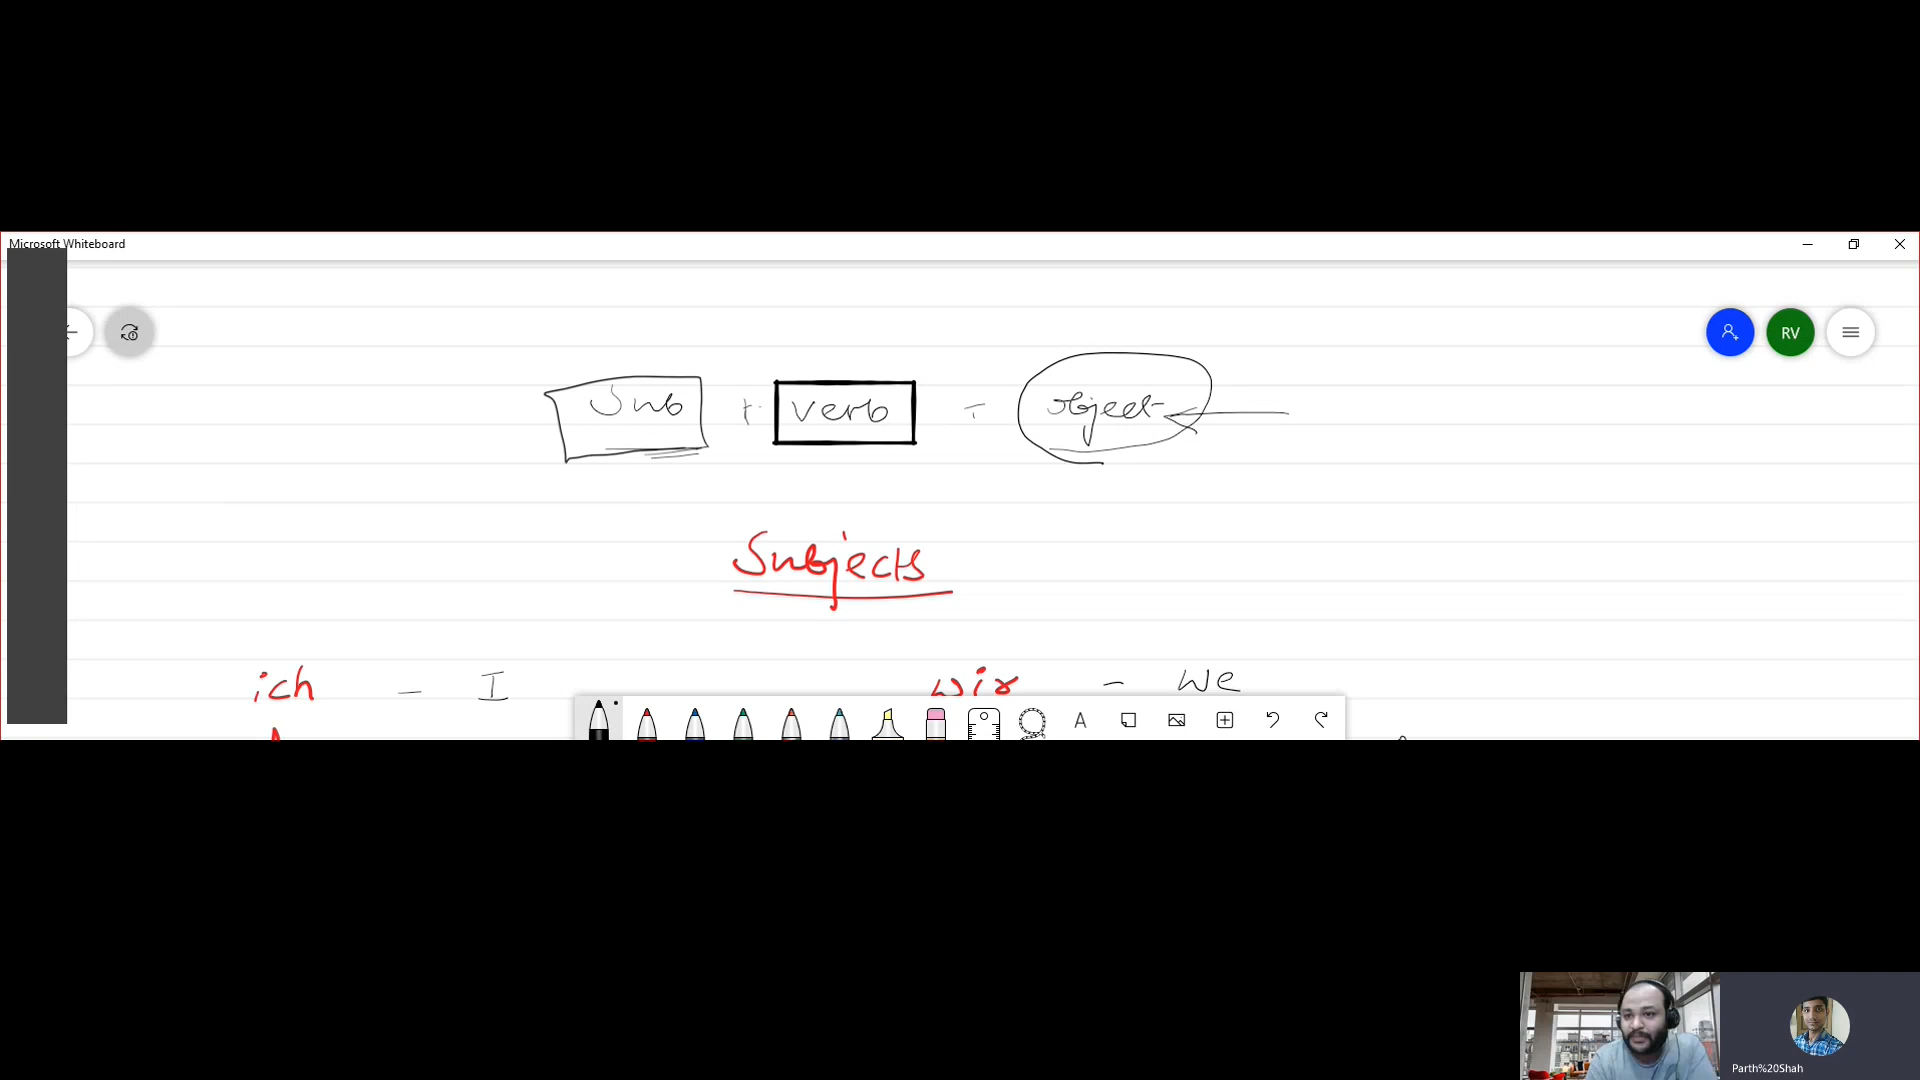 Microsoft Whiteboard
RV
Sub + verb + object
Subjects
ich - I wir - We
A
Parth%20Shah